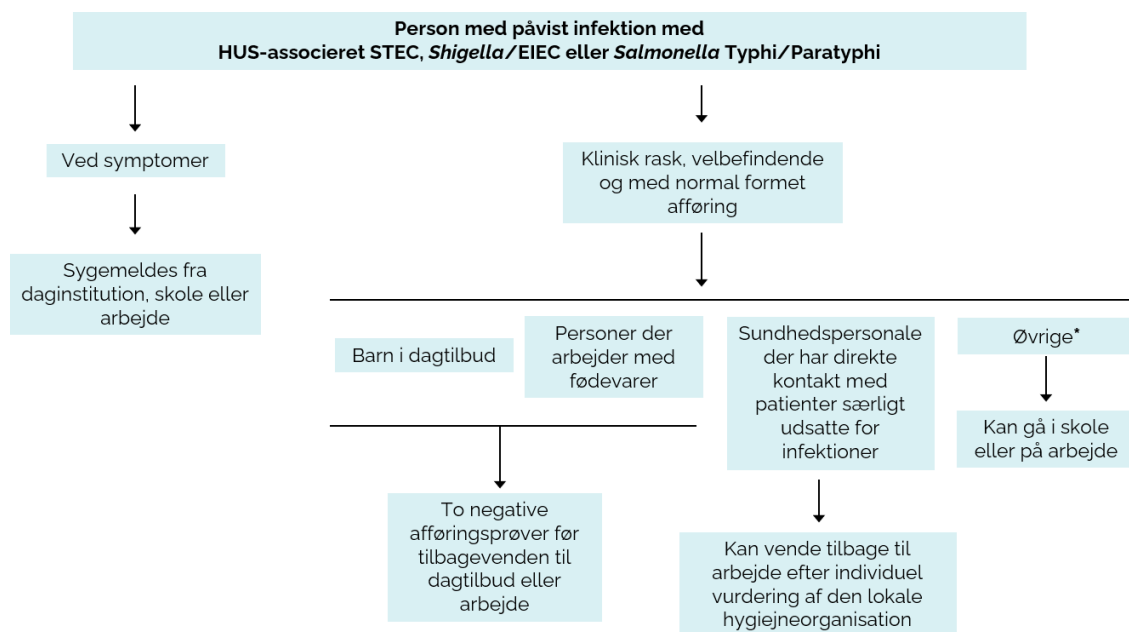 Person med påvist infektion med
HUS-associeret STEC, Shigella/EIEC eller Salmonella Typhi/Paratyphi
Ved symptomer
Sygemeldes fra
daginstitution, skole eller
arbejde
Klinisk rask, velbefindende
og med normal formet
afføring
Barn i dagtilbud
Personer der
arbejder med
fødevarer
To negative
afføringsprøver før
tilbagevenden til
dagtilbud eller
arbejde
Sundhedspersonale
der har direkte
kontakt med
patienter særligt
udsatte for
infektioner
Kan vende tilbage til
arbejde efter individuel
vurdering af den lokale
hygiejneorganisation
Øvrige*
Kan gå i skole
eller på arbejde